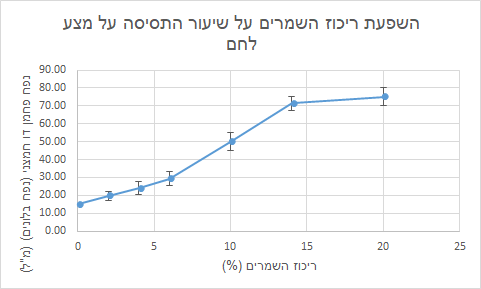 השפעת ריכוז השמרים על שיעור התסיסה על מצע
לחם
נפח פחמן דו חמצני (נפח בלונים) (מ"ל)
90.00
80.00
70.00
60.00
50.00
40.00
30.00
20.00
10.00
0.00
0 5 10 15 20 25
ריכוז השמרים (%)